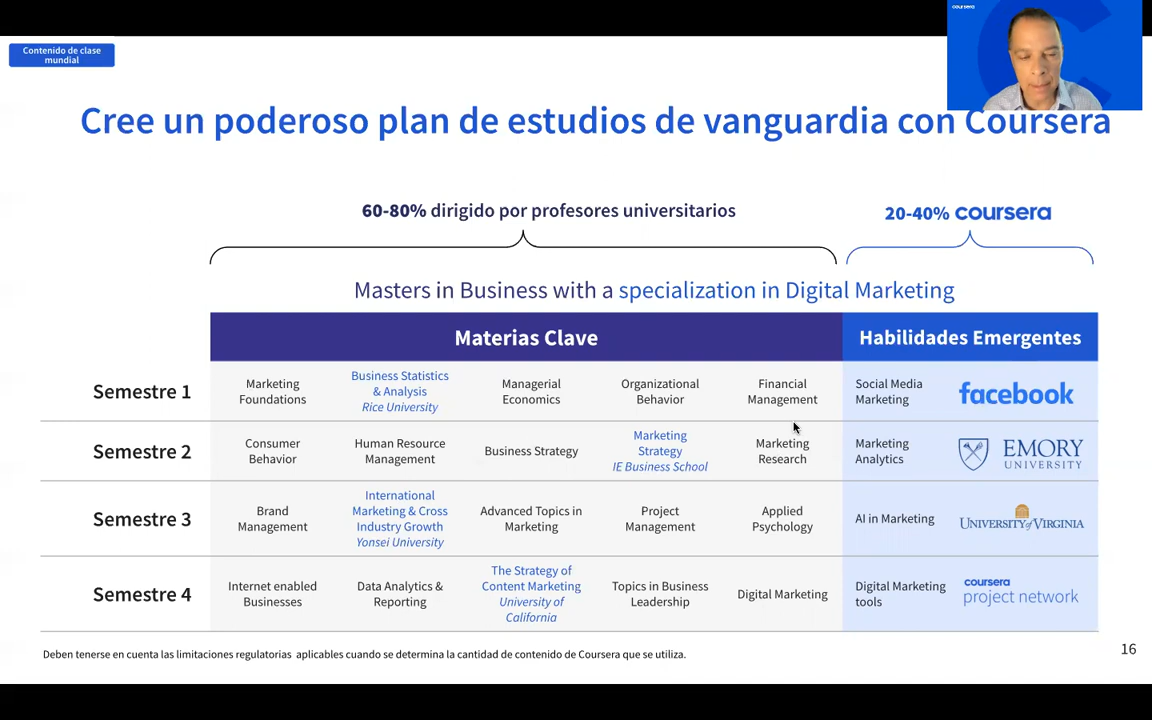 coursera
Contenido de clase
mundial
Cree un poderoso plan de estudios de vanguardia con Coursera
60-80% dirigido por profesores universitarios
20-40% coursera
Masters in Business with a specialization in Digital Marketing
Materias Clave
Habilidades Emergentes
Semestre 1
Marketing
Foundations
Business Statistics
& Analysis
Rice University
Managerial
Economics
Organizational
Behavior
Financial
Management
Social Media
Marketing
facebook
Semestre 2
Consumer
Behavior
Human Resource
Management
Business Strategy
Marketing
Strategy
IE Business School
Marketing
Research
Marketing
Analytics
EMORY
UNIVERSITY
Semestre 3
Brand
Management
International
Marketing & Cross
Industry Growth
Yonsei University
Advanced Topics in
Marketing
Project
Management
Applied
Psychology
AI in Marketing
UNIVERSITY of VIRGINIA
Semestre 4
Internet enabled
Businesses
Data Analytics &
Reporting
The Strategy of
Content Marketing
University of
California
Topics in Business
Leadership
Digital Marketing
Digital Marketing
tools
coursera
project network
Deben tenerse en cuenta las limitaciones regulatorias aplicables cuando se determina la cantidad de contenido de Coursera que se utiliza.
16